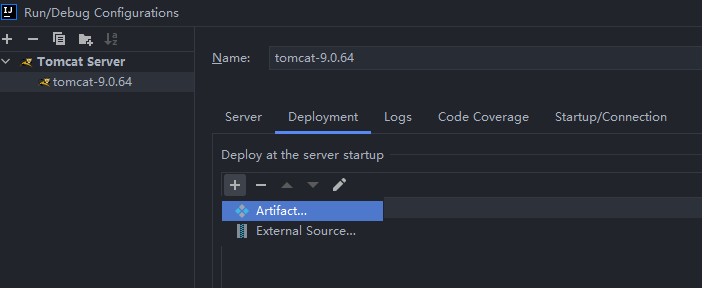 IJ Run/Debug Configurations
Tomcat Server
tomcat-9.0.64
Name: tomcat-9.0.64
Server Deployment Logs Code Coverage Startup/Connection
Deploy at the server startup
Artifact...
External Source...